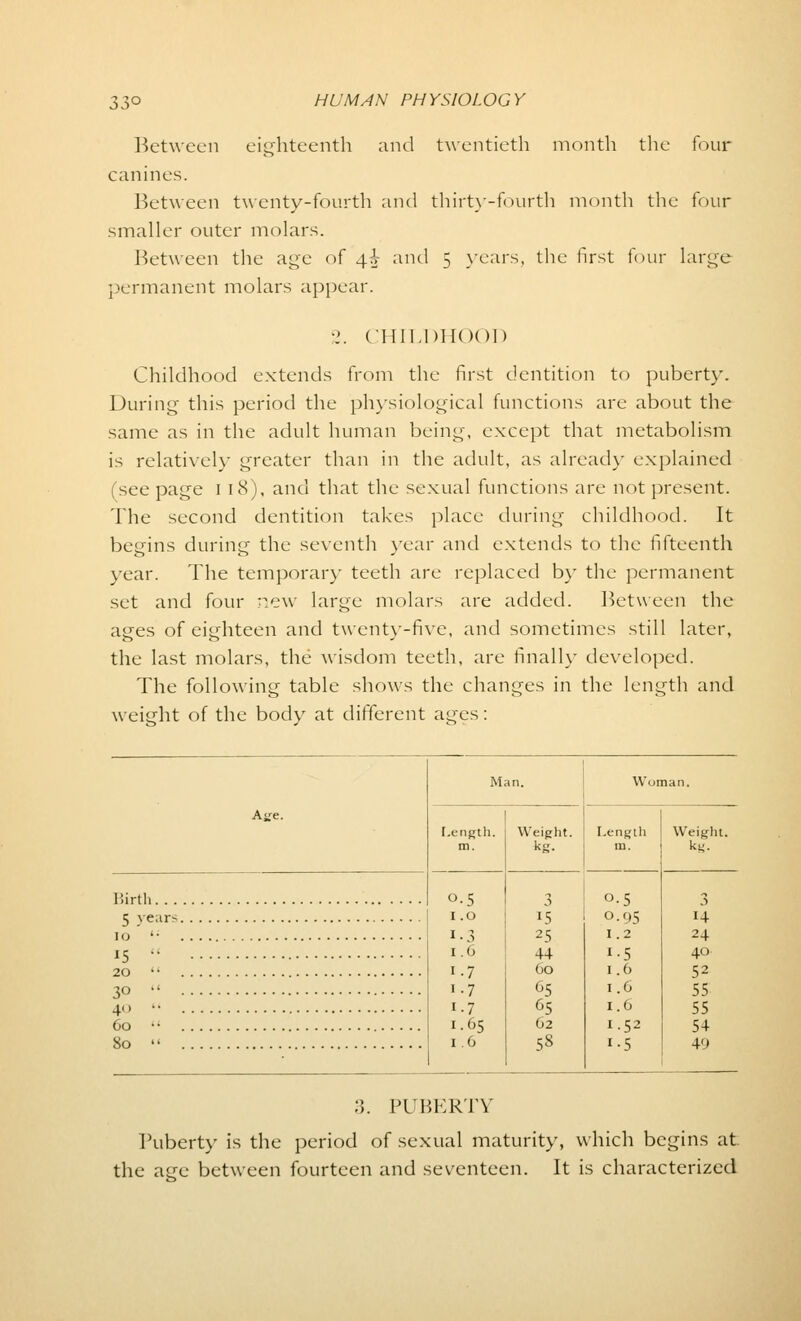 330 HUMAN PHYSIOLOGY
Between eighteenth and twentieth month the four
canines.
Between twenty-fourth and thirty-fourth month the four
smaller outer molars.
Between the age of 4½ and 5 years, the first four large
permanent molars appear.
2. CHILDHOOD
Childhood extends from the first dentition to puberty.
During this period the physiological functions are about the
same as in the adult human being, except that metabolism
is relatively greater than in the adult, as already explained
(see page 118), and that the sexual functions are not present.
The second dentition takes place during childhood. It
begins during the seventh year and extends to the fifteenth
year. The temporary teeth are replaced by the permanent
set and four new large molars are added. Between the
ages of eighteen and twenty-five, and sometimes still later,
the last molars, the wisdom teeth, are finally developed.
The following table shows the changes in the length and
weight of the body at different ages:
Age. Man. Woman.
Length. m. Weight. kg. Length m. Weight. kg.
Birth 0.5 3 0.5 3
5 years 1.0 15 0.95 14
10 " 1.3 25 1.2 24
15 " 1.6 44 1.5 40
20 " 1.7 60 1.6 52
30 " 1.7 65 1.6 55
40 " 1.7 65 1.6 55
60 " 1.65 62 1.52 54
80 " 1.6 58 1.5 49
3. PUBERTY
Puberty is the period of sexual maturity, which begins at
the age between fourteen and seventeen. It is characterized